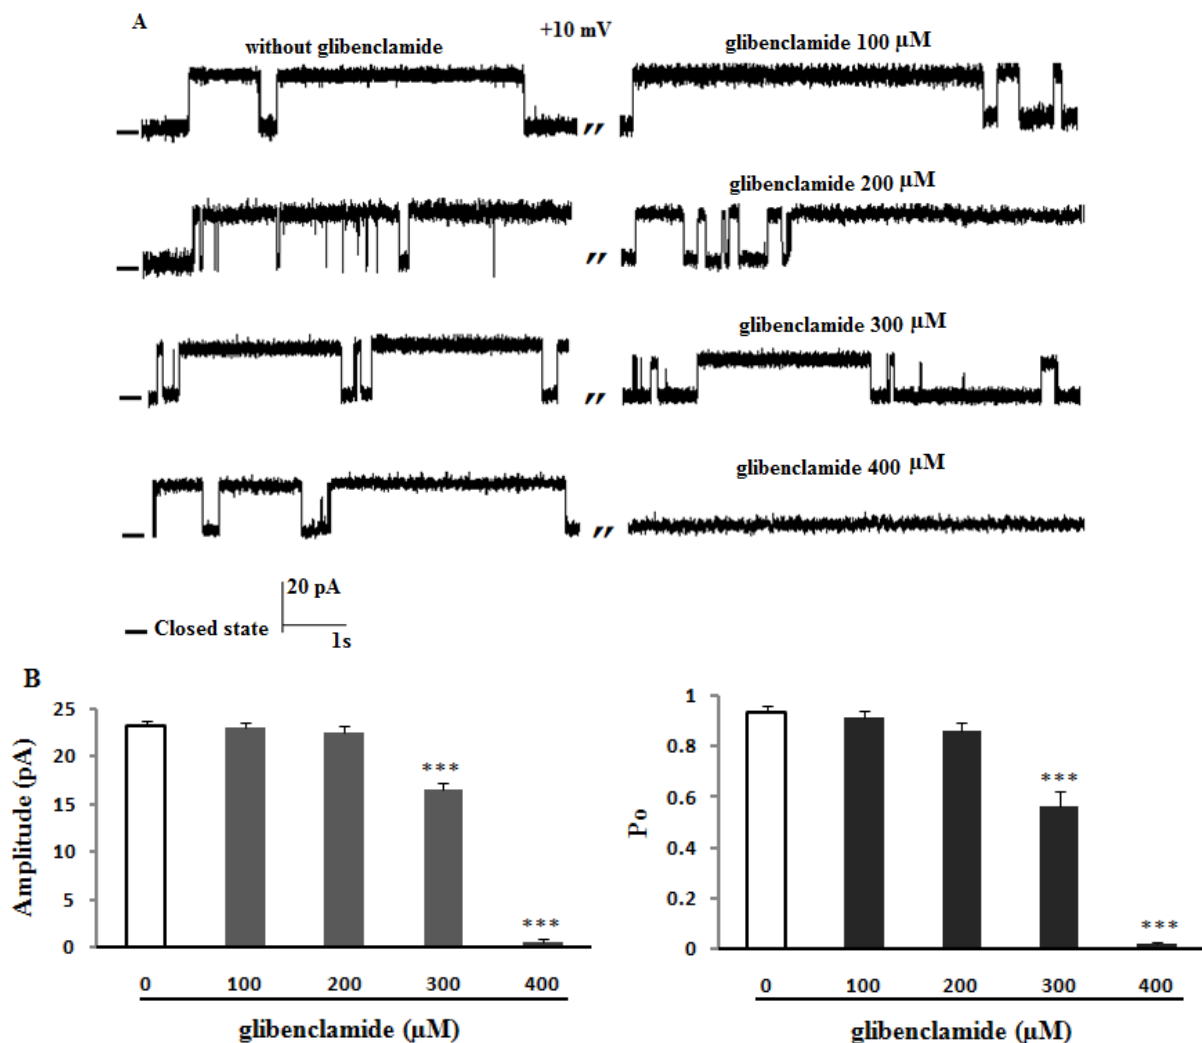 A
+10 mV
without glibenclamide
glibenclamide 100 µM
〃
glibenclamide 200 µM
〃
glibenclamide 300 µM
〃
glibenclamide 400 µM
〃
20 pA
1s
Closed state
B
Amplitude (pA)
25
20
15
10
5
0
***
***
0 100 200 300 400
glibenclamide (µM)
Po
1
0.8
0.6
0.4
0.2
0
***
***
0 100 200 300 400
glibenclamide (µM)